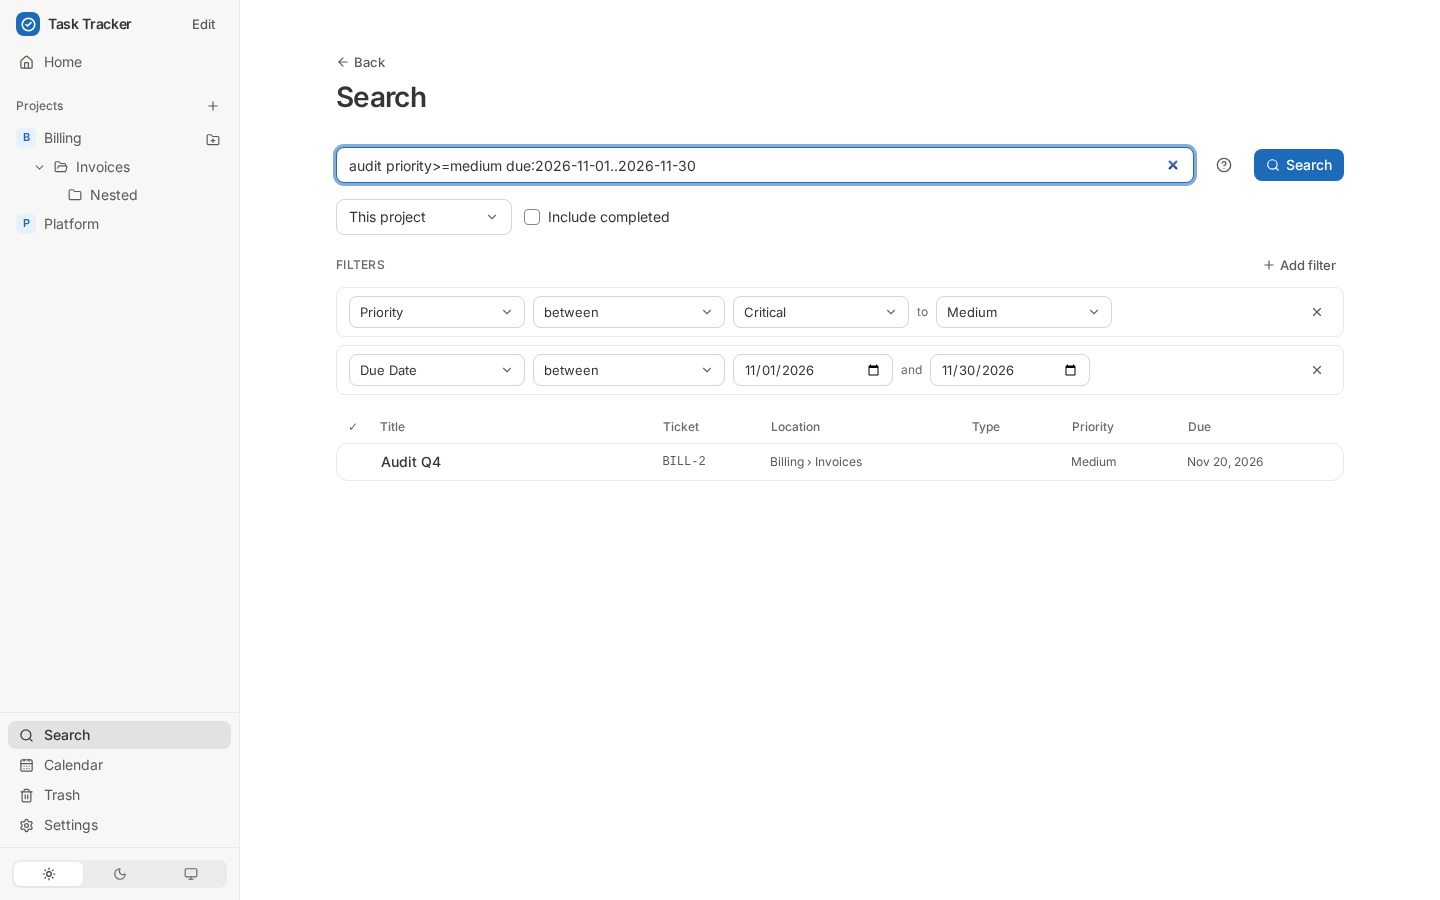 Task Tracker
Edit
Home
Projects
B Billing
Invoices
Nested
P Platform
Search
Calendar
Trash
Settings
Back
Search
audit priority>=medium due:2026-11-01..2026-11-30
Search
This project
Include completed
FILTERS
Add filter
Priority between Critical to Medium
Due Date between 11/01/2026 and 11/30/2026
✓ Title Ticket Location Type Priority Due
Audit Q4 BILL-2 Billing › Invoices Medium Nov 20, 2026